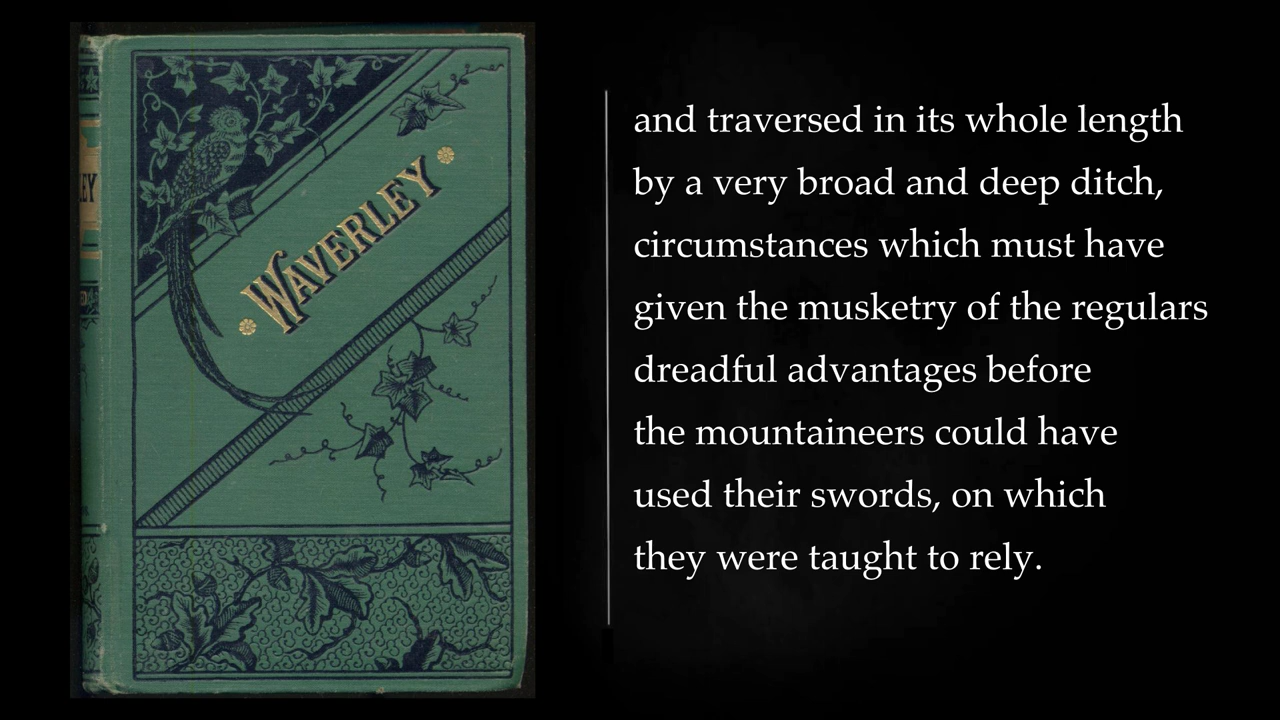 WAVERLEY
and traversed in its whole length
by a very broad and deep ditch,
circumstances which must have
given the musketry of the regulars
dreadful advantages before
the mountaineers could have
used their swords, on which
they were taught to rely.